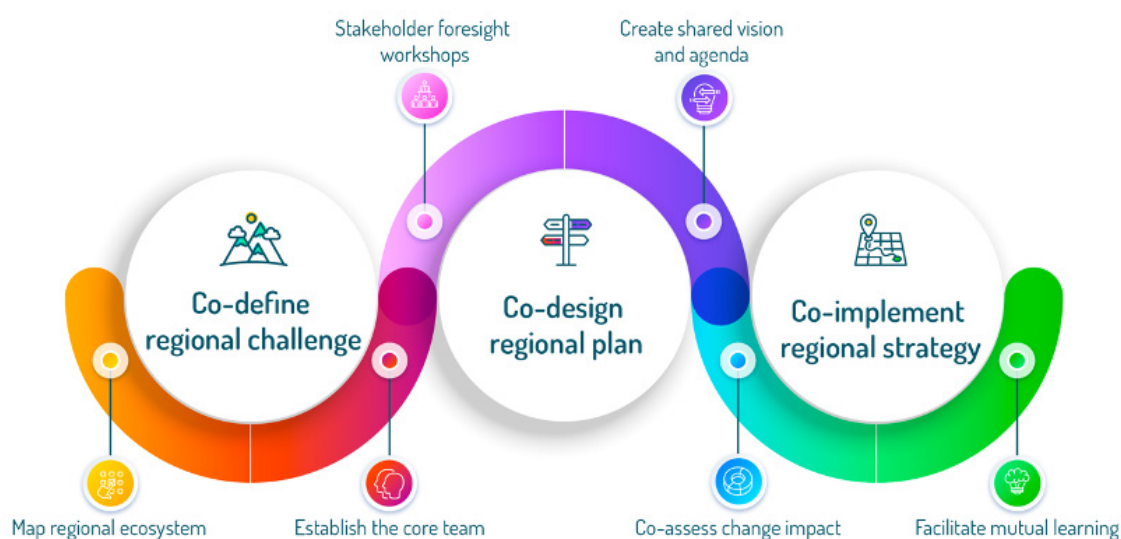 Stakeholder foresight
workshops
Create shared vision
and agenda
Co-define
regional challenge
Co-design
regional plan
Co-implement
regional strategy
Map regional ecosystem
Establish the core team
Co-assess change impact
Facilitate mutual learning